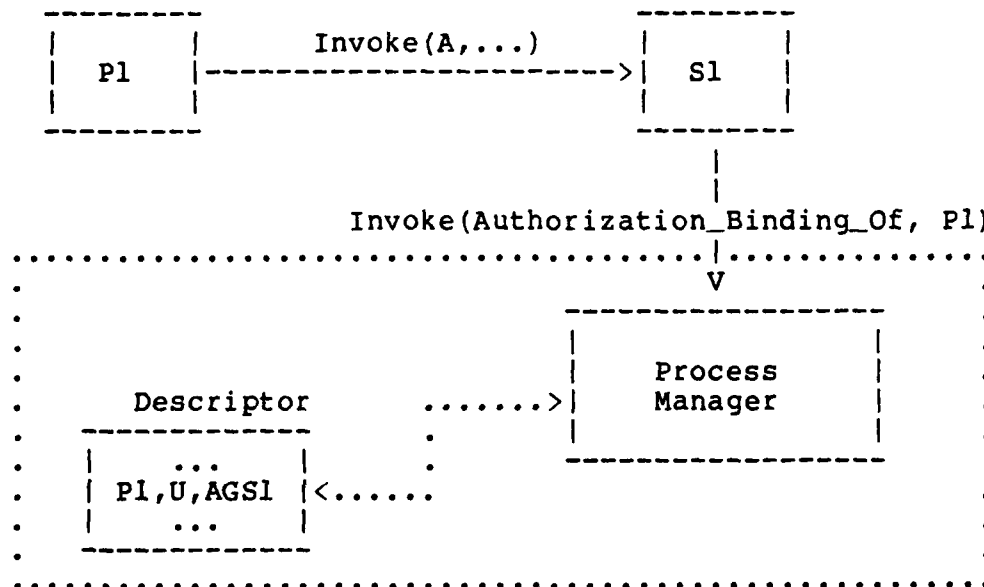 Invoke(A,...)
P1
S1
Invoke(Authorization_Binding_Of, P1)
V
Process
Manager
Descriptor
...
P1,U,AGS1
...